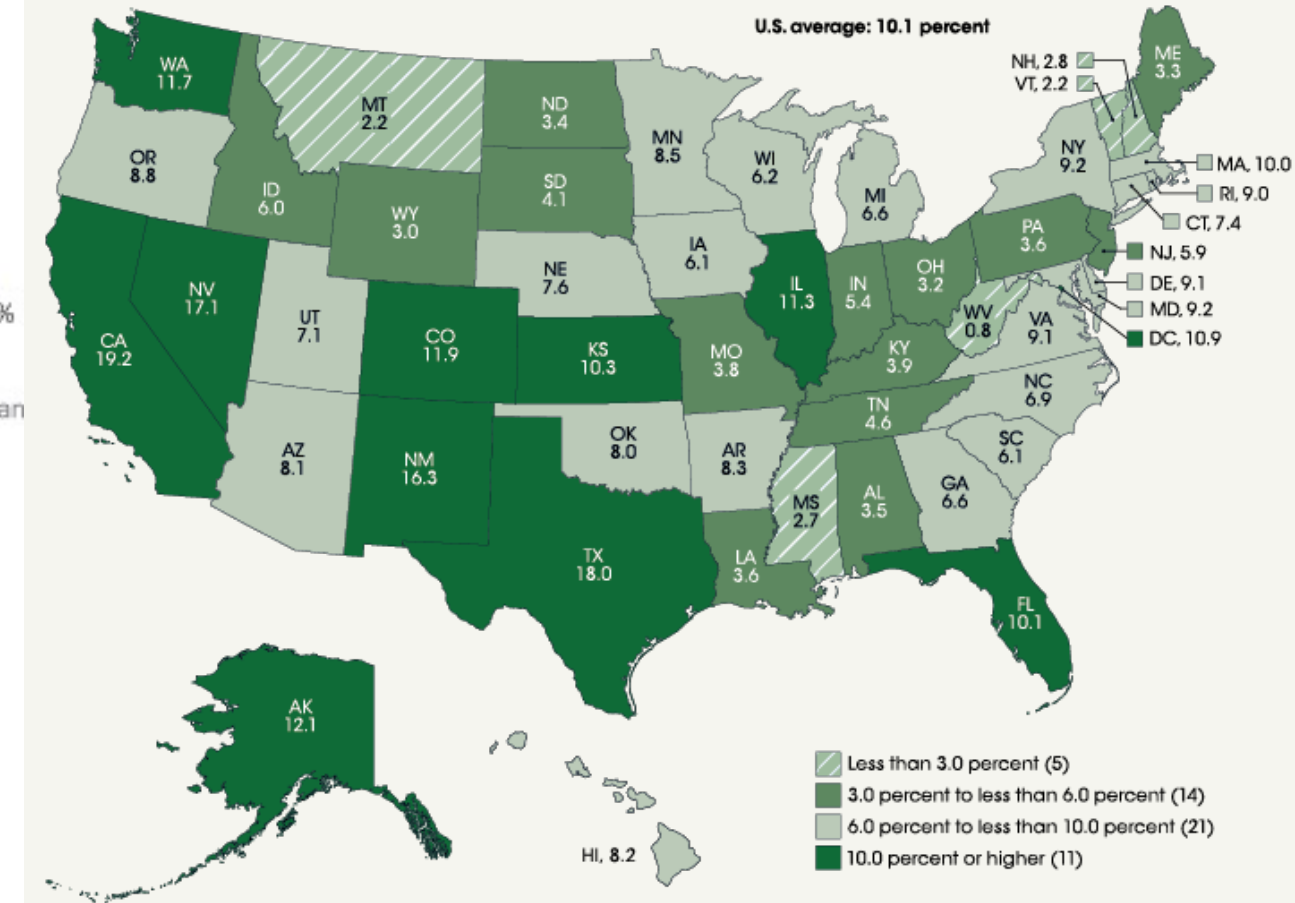 U.S. average: 10.1 percent
WA
11.7
MT
2.2
ND
3.4
MN
8.5
ME
3.3
NH, 2.8
VT, 2.2
OR
8.8
ID
6.0
WY
3.0
SD
4.1
WI
6.2
MI
6.6
NY
9.2
MA, 10.0
RI, 9.0
CT, 7.4
NV
17.1
UT
7.1
NE
7.6
IA
6.1
IL
11.3
IN
5.4
OH
3.2
PA
3.6
NJ, 5.9
DE, 9.1
MD, 9.2
DC, 10.9
%
CA
19.2
CO
11.9
KS
10.3
MO
3.8
KY
3.9
WV
0.8
VA
9.1
an
AZ
8.1
NM
16.3
OK
8.0
AR
8.3
TN
4.6
NC
6.9
SC
6.1
TX
18.0
LA
3.6
MS
2.7
AL
3.5
GA
6.6
FL
10.1
AK
12.1
HI, 8.2
Less than 3.0 percent (5)
3.0 percent to less than 6.0 percent (14)
6.0 percent to less than 10.0 percent (21)
10.0 percent or higher (11)